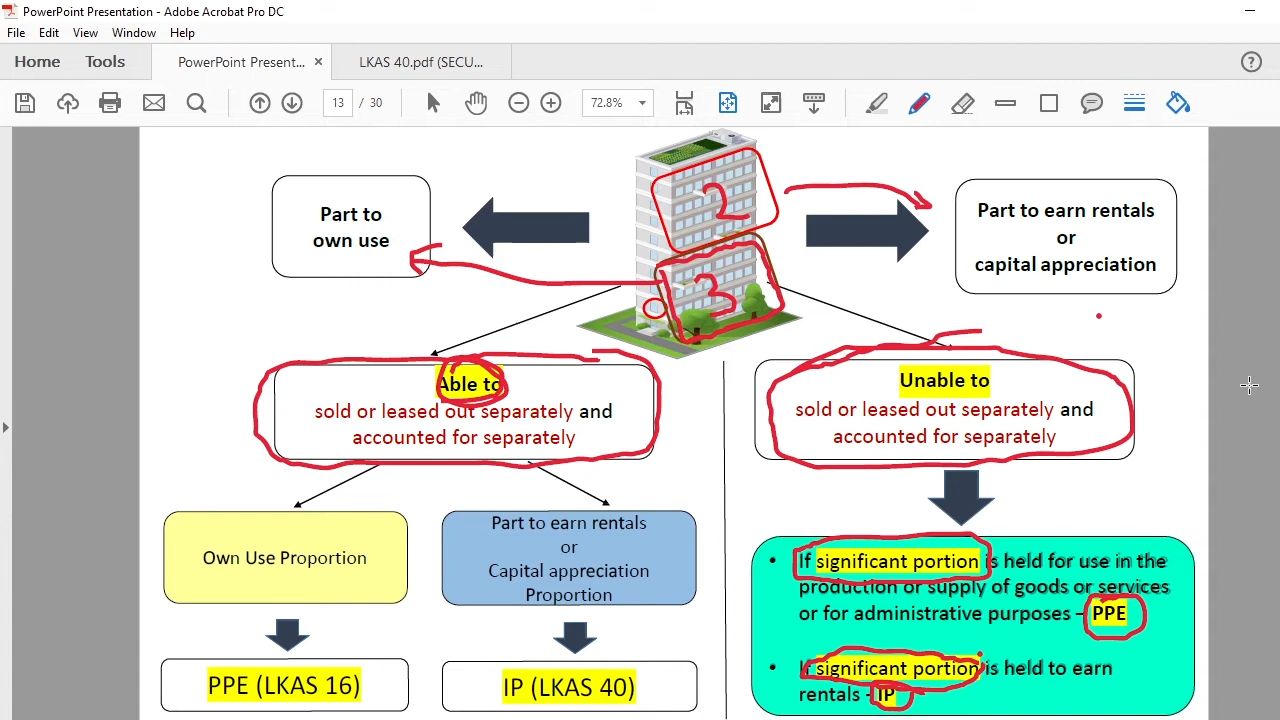 PowerPoint Presentation - Adobe Acrobat Pro DC
File Edit View Window Help
Home Tools PowerPoint Present... × LKAS 40.pdf (SECU...
13 / 30 72.8%
Part to
own use
2
3
Part to earn rentals
or
capital appreciation
Able to
sold or leased out separately and
accounted for separately
Unable to
sold or leased out separately and
accounted for separately
Own Use Proportion
Part to earn rentals
or
Capital appreciation
Proportion
PPE (LKAS 16)
IP (LKAS 40)
• If significant portion is held for use in the
production or supply of goods or services
or for administrative purposes – PPE
• If significant portion is held to earn
rentals - IP